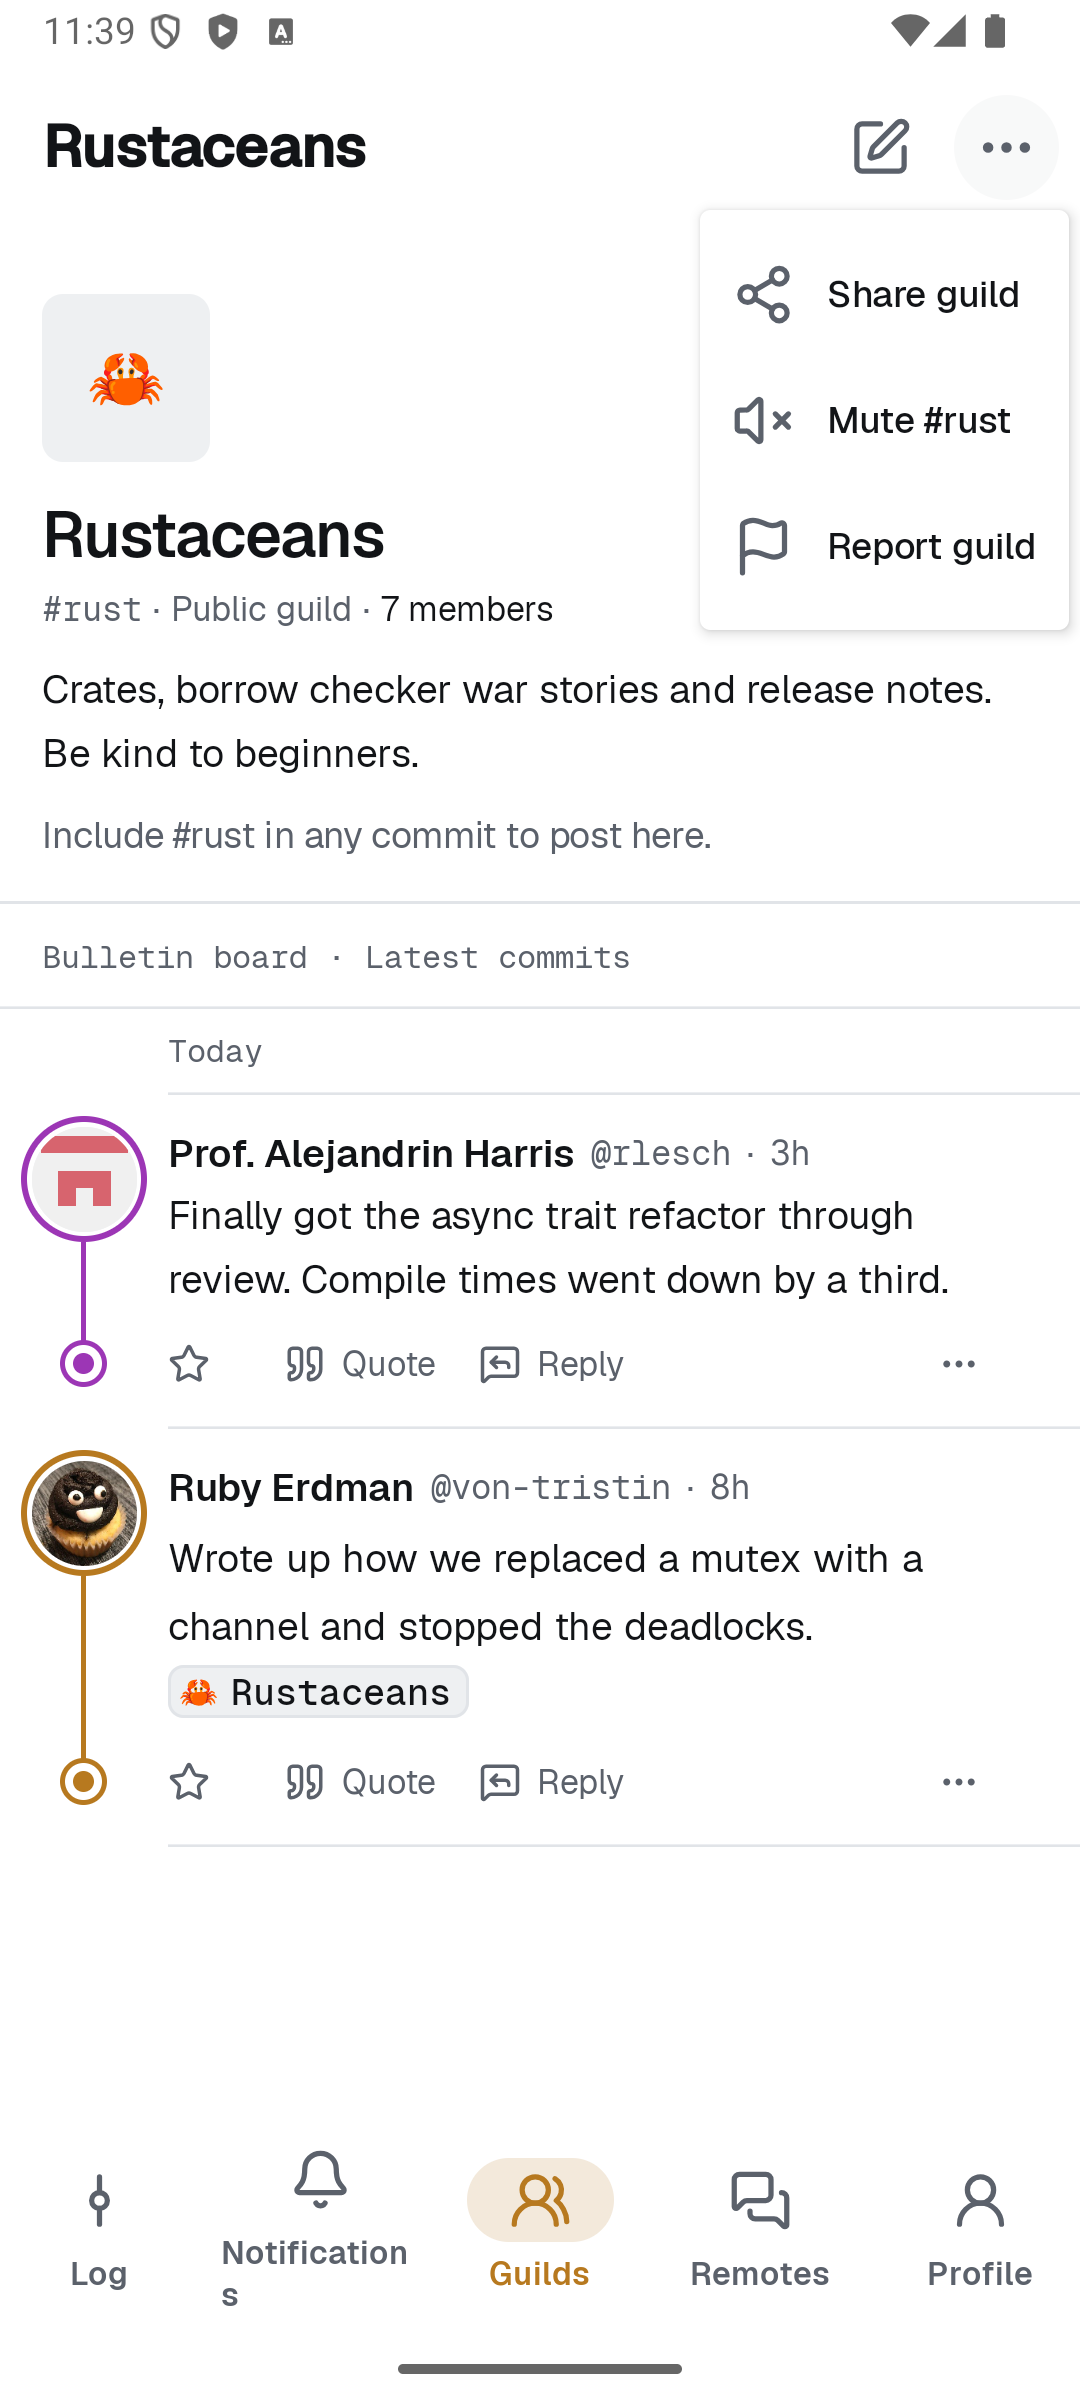 11:39
Rustaceans
Share guild
Mute #rust
Report guild
Rustaceans
#rust · Public guild · 7 members
Crates, borrow checker war stories and release notes.
Be kind to beginners.
Include #rust in any commit to post here.
Bulletin board · Latest commits
Today
Prof. Alejandrin Harris @rlesch · 3h
Finally got the async trait refactor through
review. Compile times went down by a third.
Quote Reply
Ruby Erdman @von-tristin · 8h
Wrote up how we replaced a mutex with a
channel and stopped the deadlocks.
Rustaceans
Quote Reply
Log
Notification
s
Guilds
Remotes
Profile